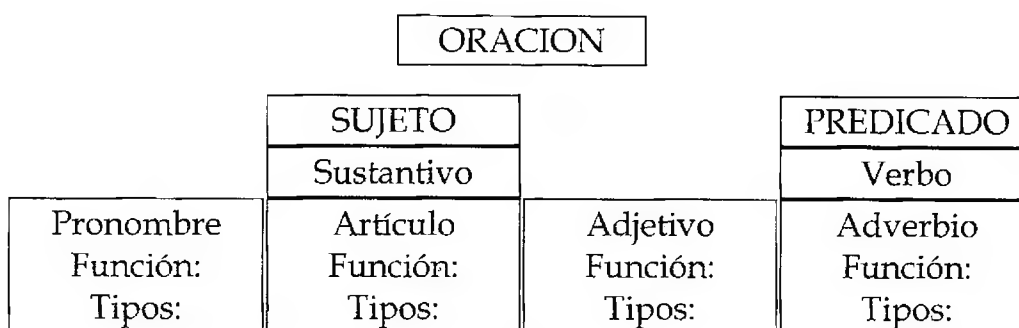 ORACION
SUJETO
PREDICADO
Sustantivo
Verbo
Pronombre
Artículo
Adjetivo
Adverbio
Función:
Función:
Función:
Función:
Tipos:
Tipos:
Tipos:
Tipos: